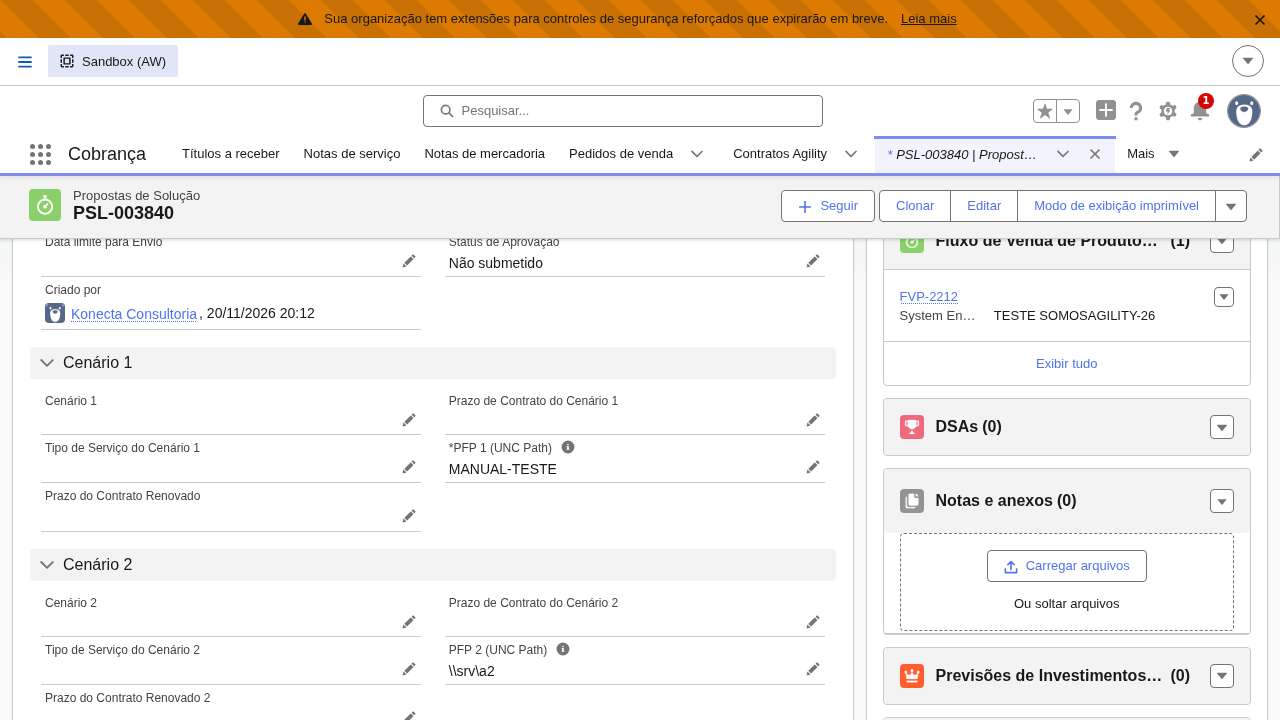 Sua organização tem extensões para controles de segurança reforçados que expirarão em breve. Leia mais
Sandbox (AW)
Pesquisar...
1
Cobrança
Títulos a receber
Notas de serviço
Notas de mercadoria
Pedidos de venda
Contratos Agility
* PSL-003840 | Propost…
Mais
Propostas de Solução
PSL-003840
Seguir
Clonar
Editar
Modo de exibição imprimível
Data limite para Envio
Status de Aprovação
Não submetido
Criado por
Konecta Consultoria, 20/11/2026 20:12
Cenário 1
Cenário 1
Prazo de Contrato do Cenário 1
Tipo de Serviço do Cenário 1
*PFP 1 (UNC Path)
MANUAL-TESTE
Prazo do Contrato Renovado
Cenário 2
Cenário 2
Prazo de Contrato do Cenário 2
Tipo de Serviço do Cenário 2
PFP 2 (UNC Path)
\\srv\a2
Prazo do Contrato Renovado 2
Fluxo de Venda de Produto… (1)
FVP-2212
System En… TESTE SOMOSAGILITY-26
Exibir tudo
DSAs (0)
Notas e anexos (0)
Carregar arquivos
Ou soltar arquivos
Previsões de Investimentos… (0)